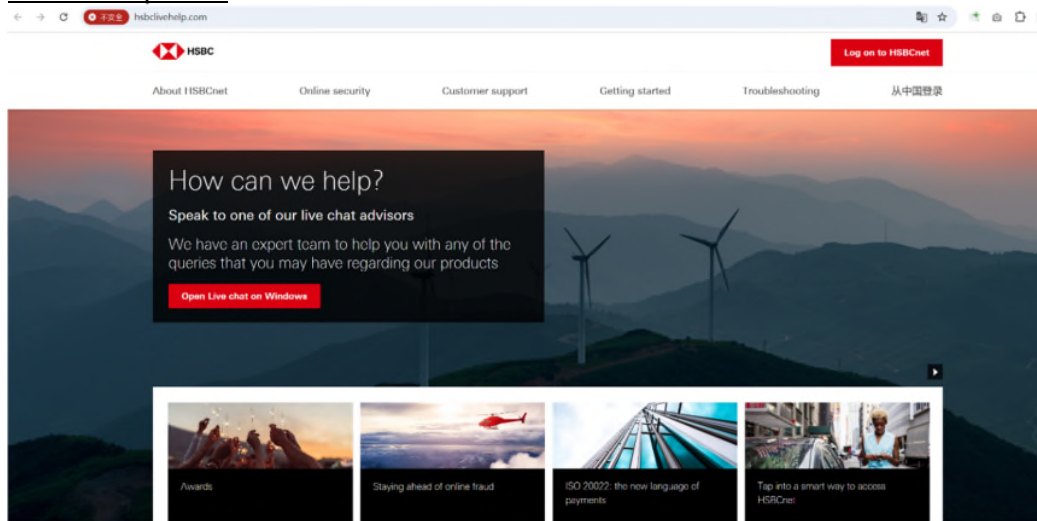 不安全 hsbclivehelp.com
HSBC
Log on to HSBCnet
About HSBCnet Online security Customer support Getting started Troubleshooting 从中国登录
How can we help?
Speak to one of our live chat advisors
We have an expert team to help you with any of the
queries that you may have regarding our products
Open Live chat on Windows
Awards
Staying ahead of online fraud
ISO 20022: the new language of
payments
Tap into a smart way to access
HSBCnet